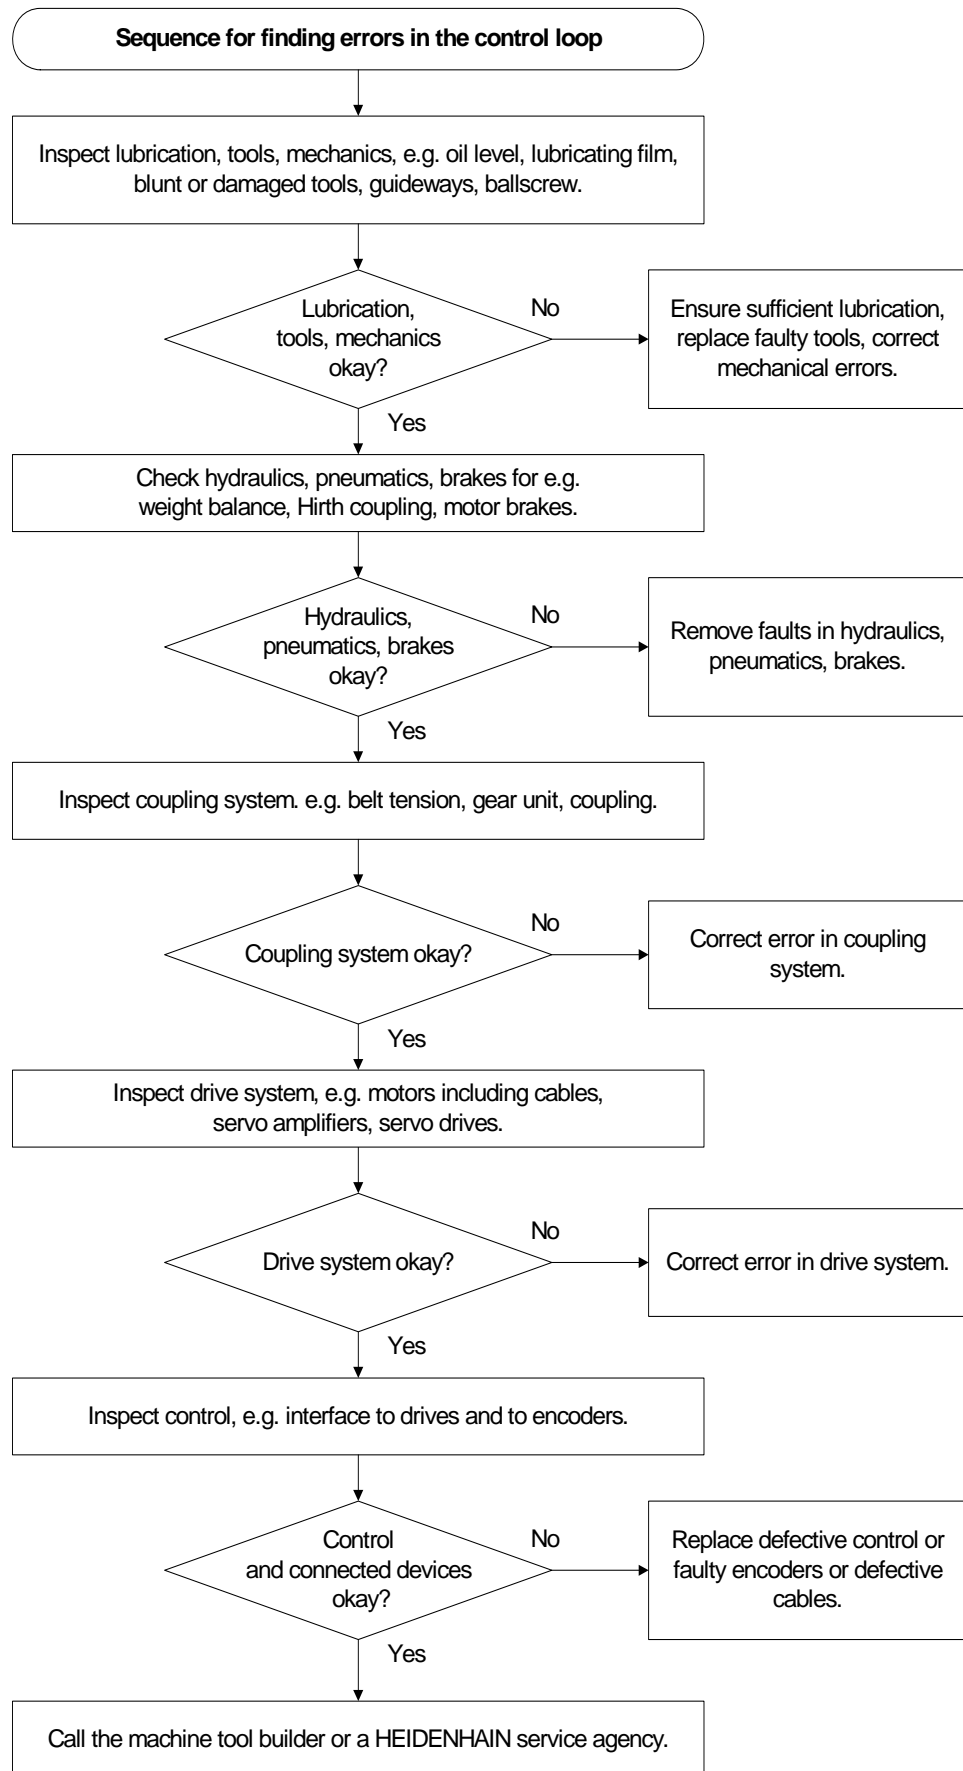 Sequence for finding errors in the control loop
Inspect lubrication, tools, mechanics, e.g. oil level, lubricating film,
blunt or damaged tools, guideways, ballscrew.
Lubrication,
tools, mechanics
okay?
No
Ensure sufficient lubrication,
replace faulty tools, correct
mechanical errors.
Yes
Check hydraulics, pneumatics, brakes for e.g.
weight balance, Hirth coupling, motor brakes.
Hydraulics,
pneumatics, brakes
okay?
No
Remove faults in hydraulics,
pneumatics, brakes.
Yes
Inspect coupling system. e.g. belt tension, gear unit, coupling.
Coupling system okay?
No
Correct error in coupling
system.
Yes
Inspect drive system, e.g. motors including cables,
servo amplifiers, servo drives.
Drive system okay?
No
Correct error in drive system.
Yes
Inspect control, e.g. interface to drives and to encoders.
Control
and connected devices
okay?
No
Replace defective control or
faulty encoders or defective
cables.
Yes
Call the machine tool builder or a HEIDENHAIN service agency.